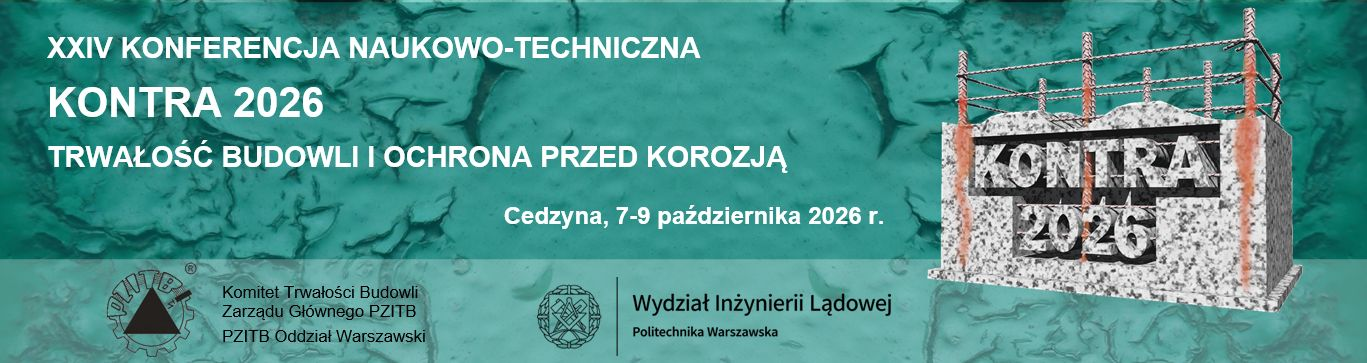 XXIV KONFERENCJA NAUKOWO-TECHNICZNA
KONTRA 2026
TRWAŁOŚĆ BUDOWLI I OCHRONA PRZED KOROZJĄ
Cedzyna, 7-9 października 2026 r.
KONTRA
2026
PZITB
®
Komitet Trwałości Budowli
Zarządu Głównego PZITB
PZITB Oddział Warszawski
Wydział Inżynierii Lądowej
Politechnika Warszawska